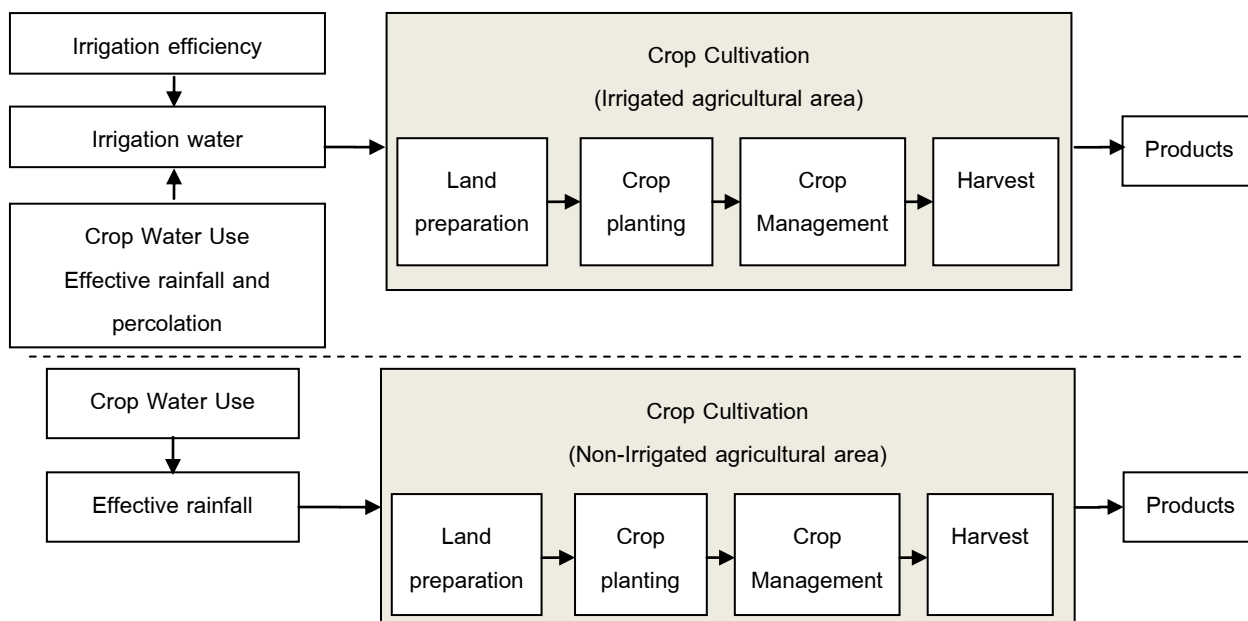 Irrigation efficiency
Irrigation water
Crop Water Use
Effective rainfall and
percolation
Crop Cultivation
(Irrigated agricultural area)
Land
preparation
Crop
planting
Crop
Management
Harvest
Products
Crop Water Use
Effective rainfall
Crop Cultivation
(Non-Irrigated agricultural area)
Land
preparation
Crop
planting
Crop
Management
Harvest
Products